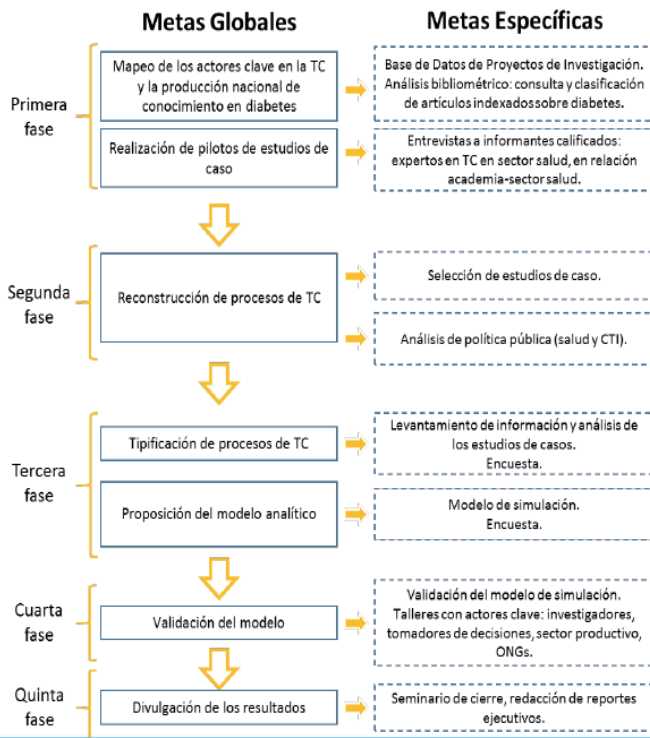 Metas Globales
Metas Específicas
Primera
fase
Mapeo de los actores clave en la TC
y la producción nacional de
conocimiento en diabetes
Base de Datos de Proyectos de Investigación.
Análisis bibliométrico: consulta y clasificación
de artículos indexados sobre diabetes.
Realización de pilotos de estudios de
caso
Entrevistas a informantes calificados:
expertos en TC en sector salud, en relación
academia-sector salud.
Segunda
fase
Reconstrucción de procesos de TC
Selección de estudios de caso.
Análisis de política pública (salud y CTI).
Tercera
fase
Tipificación de procesos de TC
Levantamiento de información y análisis de
los estudios de casos.
Encuesta.
Proposición del modelo analítico
Modelo de simulación.
Encuesta.
Cuarta
fase
Validación del modelo
Validación del modelo de simulación.
Talleres con actores clave: investigadores,
tomadores de decisiones, sector productivo,
ONGs.
Quinta
fase
Divulgación de los resultados
Seminario de cierre, redacción de reportes
ejecutivos.